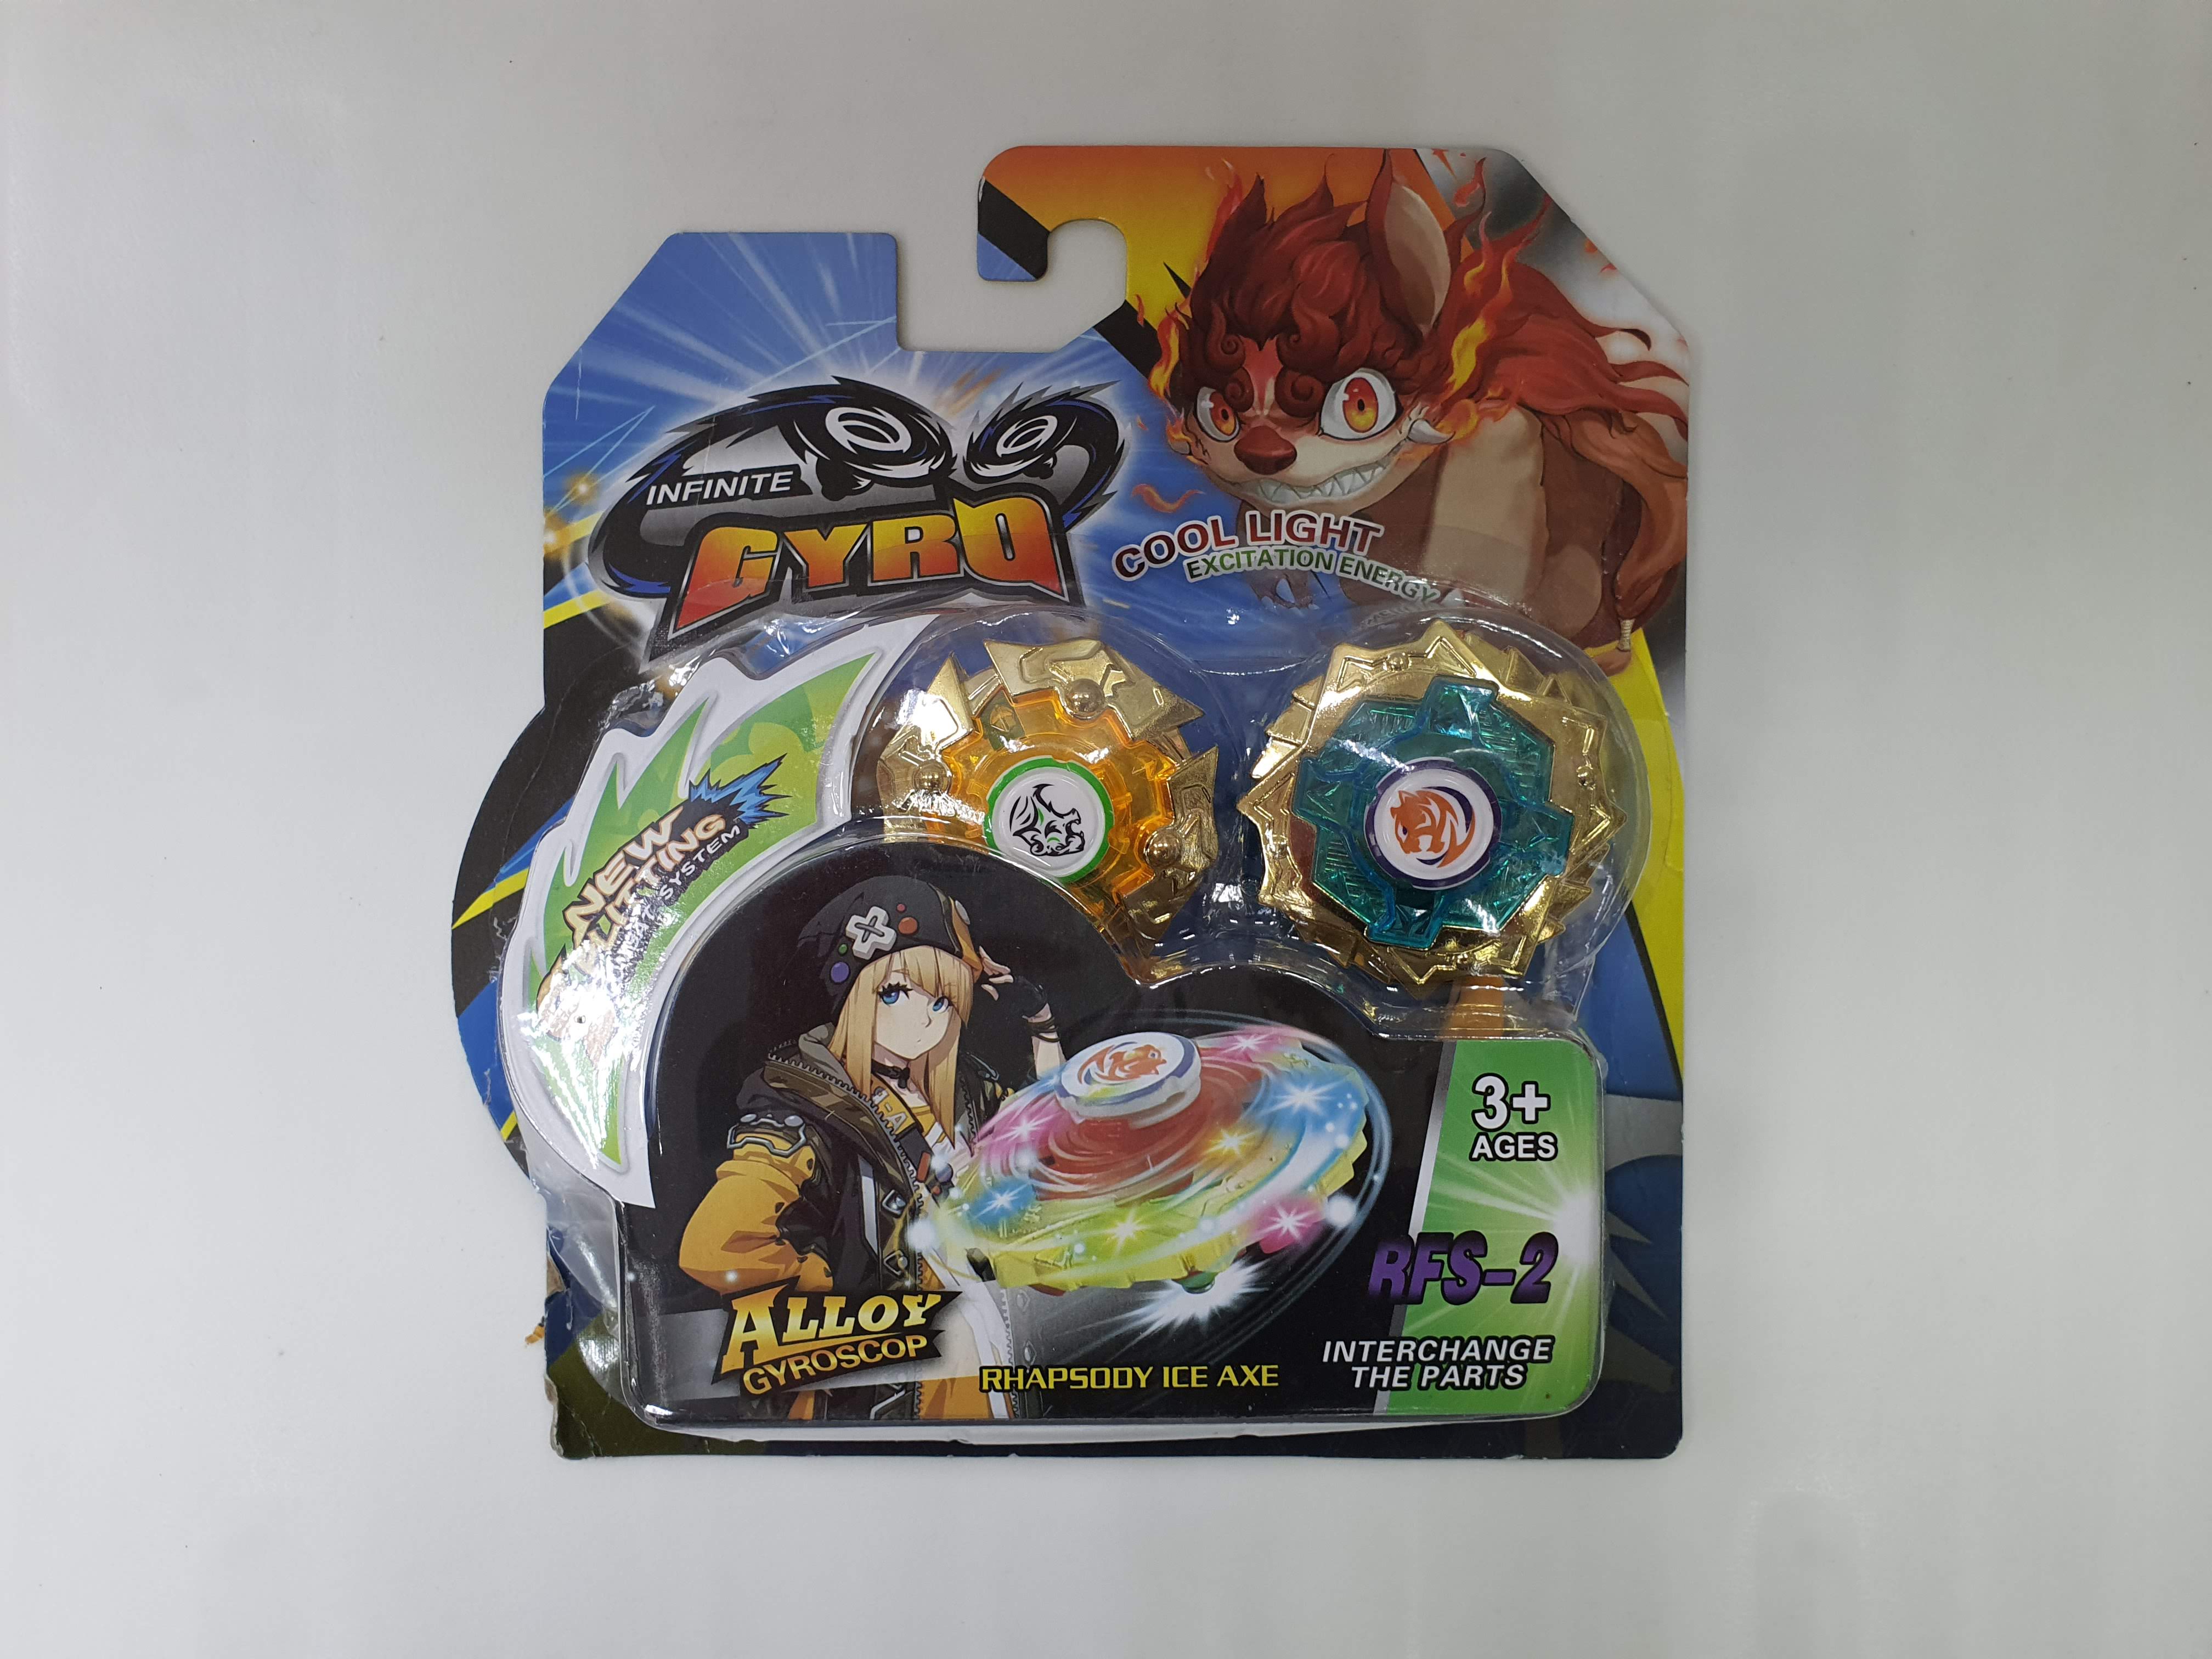 INFINITE
GYRO
COOL LIGHT
EXCITATION ENERGY
NEW
SYSTEM
1-A
3+
AGES
RFS-2
ALLOY
GYROSCOP
RHAPSODY ICE AXE
INTERCHANGE
THE PARTS